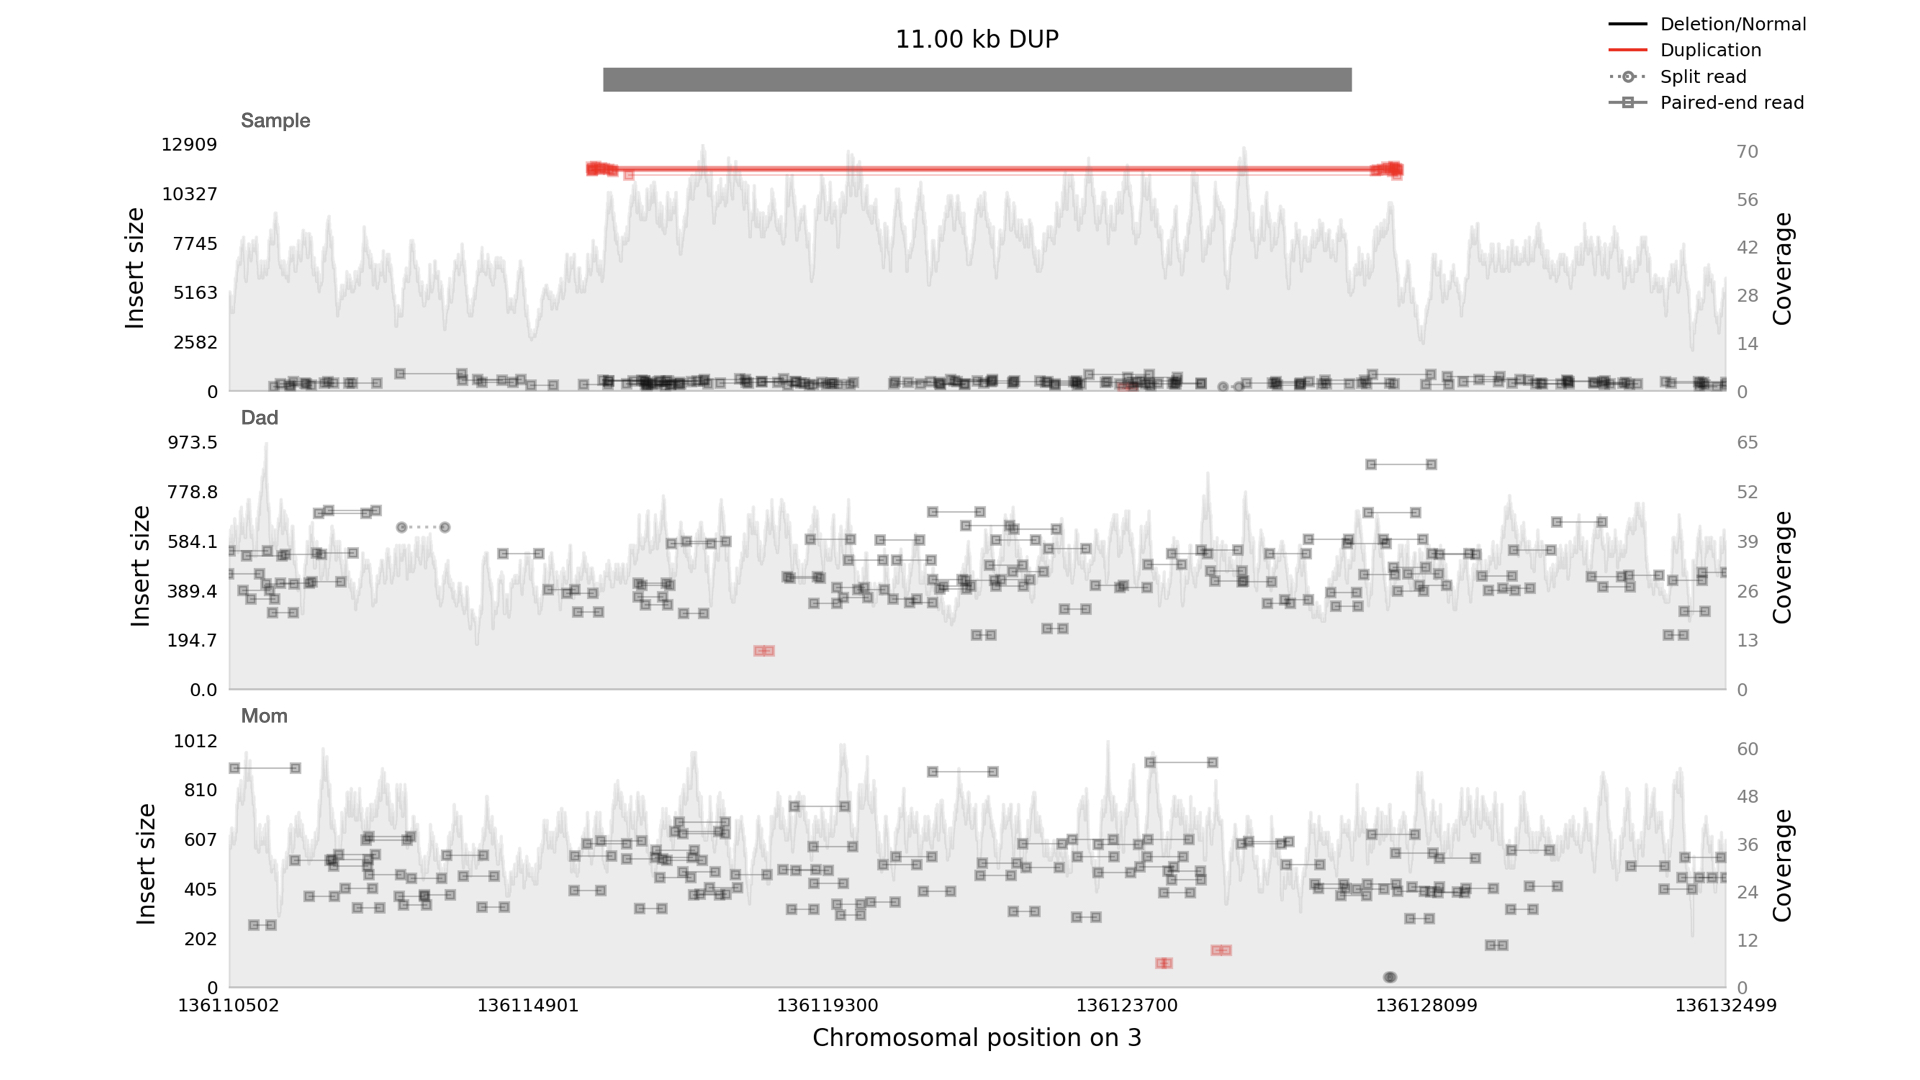 11.00 kb DUP
Deletion/Normal
Duplication
Split read
Paired-end read
Sample
12909
10327
7745
5163
2582
0
Insert size
70
56
42
28
14
0
Coverage
Dad
973.5
778.8
584.1
389.4
194.7
0.0
Insert size
65
52
39
26
13
0
Coverage
Mom
1012
810
607
405
202
0
Insert size
60
48
36
24
12
0
Coverage
136110502 136114901 136119300 136123700 136128099 136132499
Chromosomal position on 3